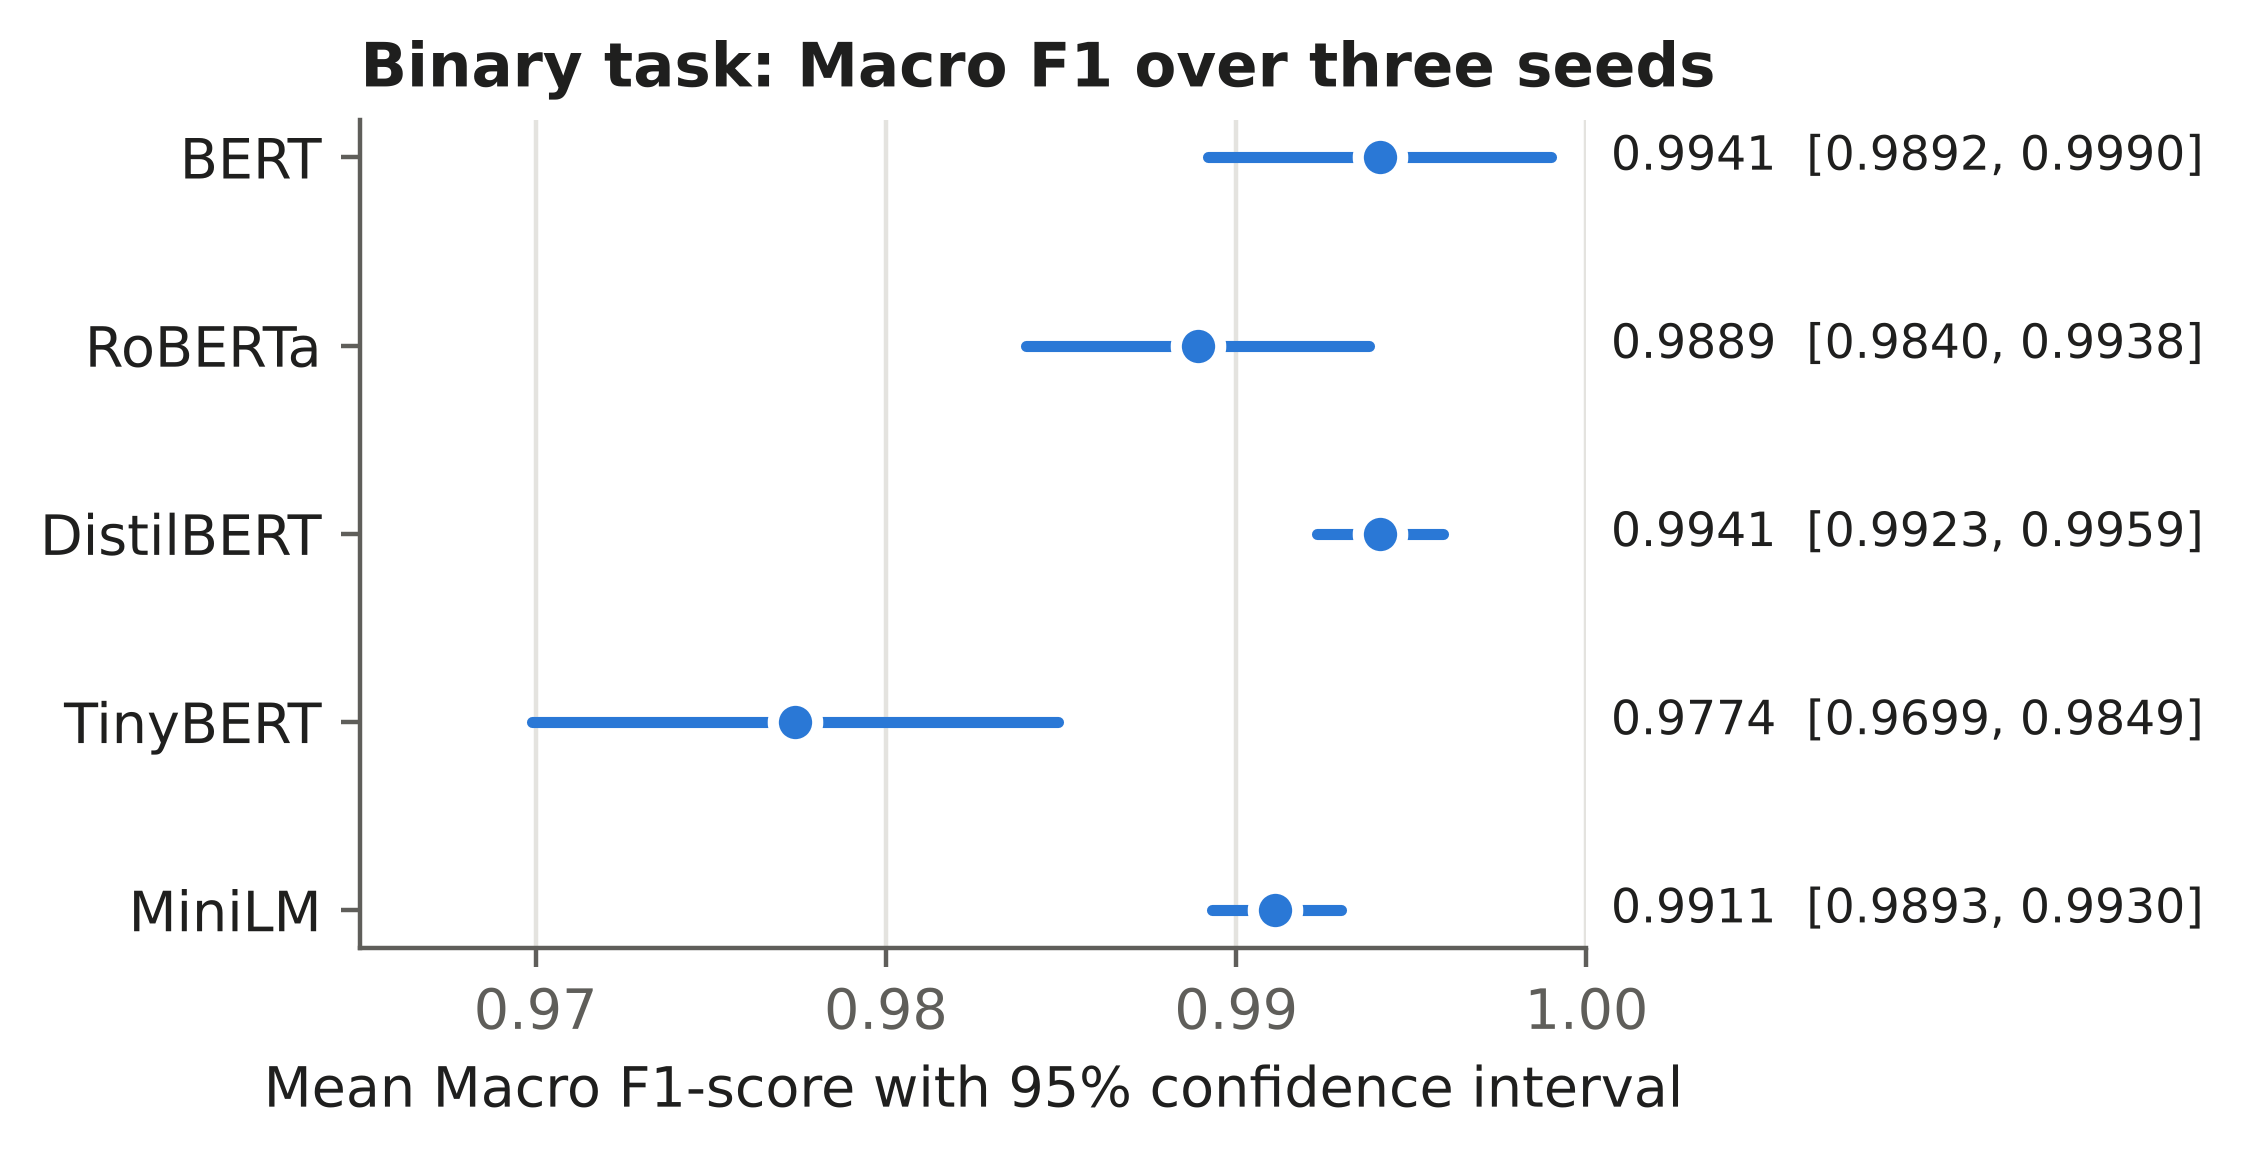 Binary task: Macro F1 over three seeds
BERT 0.9941 [0.9892, 0.9990]
RoBERTa 0.9889 [0.9840, 0.9938]
DistilBERT 0.9941 [0.9923, 0.9959]
TinyBERT 0.9774 [0.9699, 0.9849]
MiniLM 0.9911 [0.9893, 0.9930]
0.97 0.98 0.99 1.00
Mean Macro F1-score with 95% confidence interval